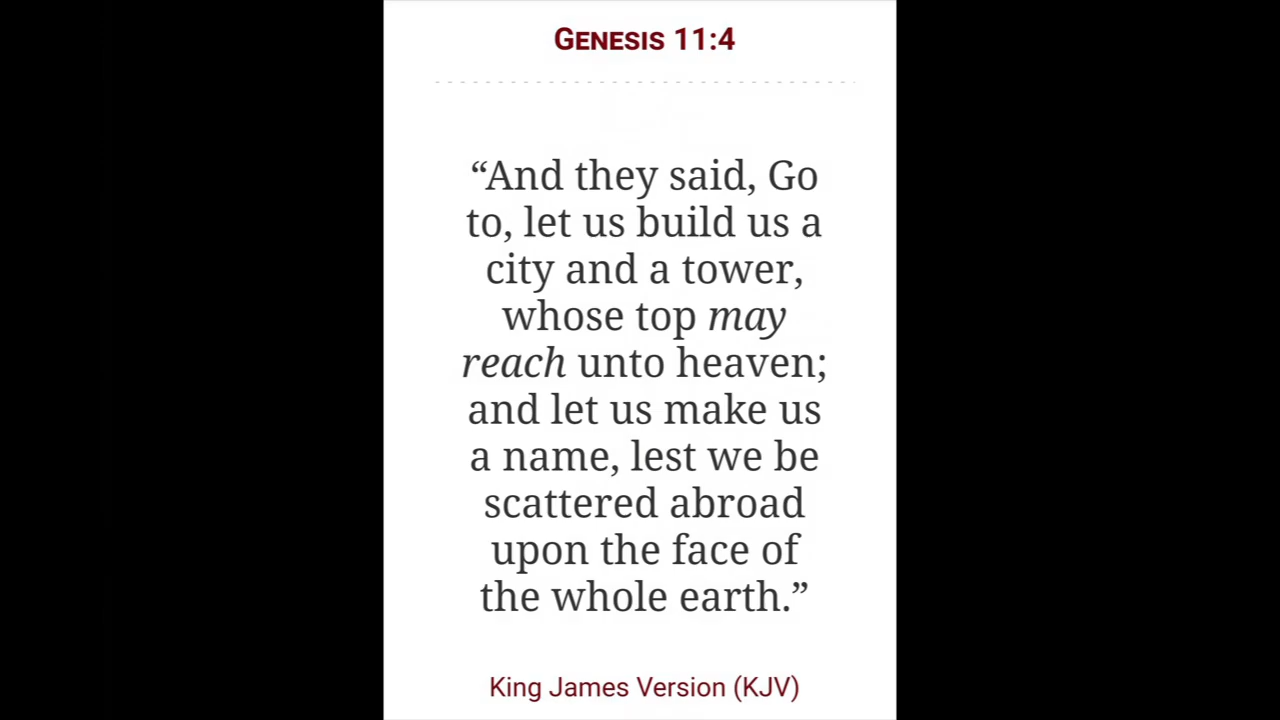 Genesis 11:4
“And they said, Go
to, let us build us a
city and a tower,
whose top may
reach unto heaven;
and let us make us
a name, lest we be
scattered abroad
upon the face of
the whole earth.”
King James Version (KJV)